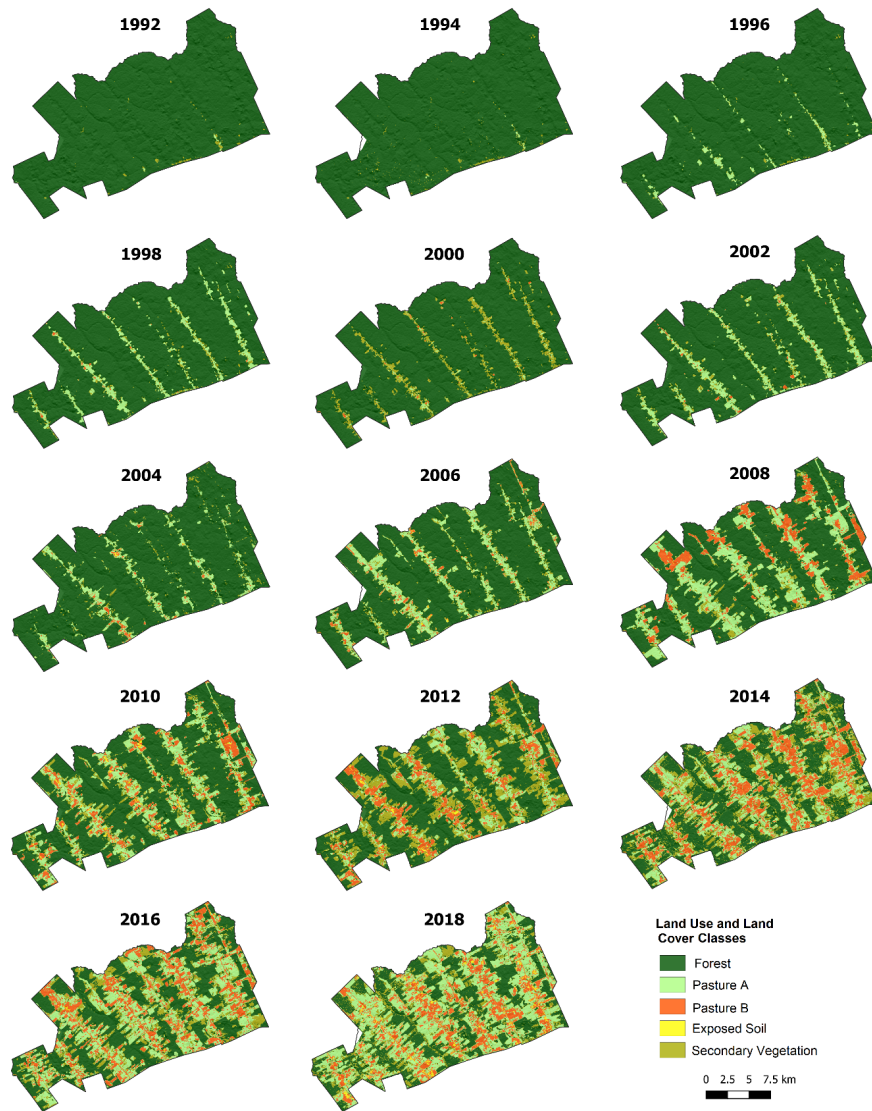 1992
1994
1996
1998
2000
2002
2004
2006
2008
2010
2012
2014
2016
2018
Land Use and Land
Cover Classes
Forest
Pasture A
Pasture B
Exposed Soil
Secondary Vegetation
0 2.5 5 7.5 km